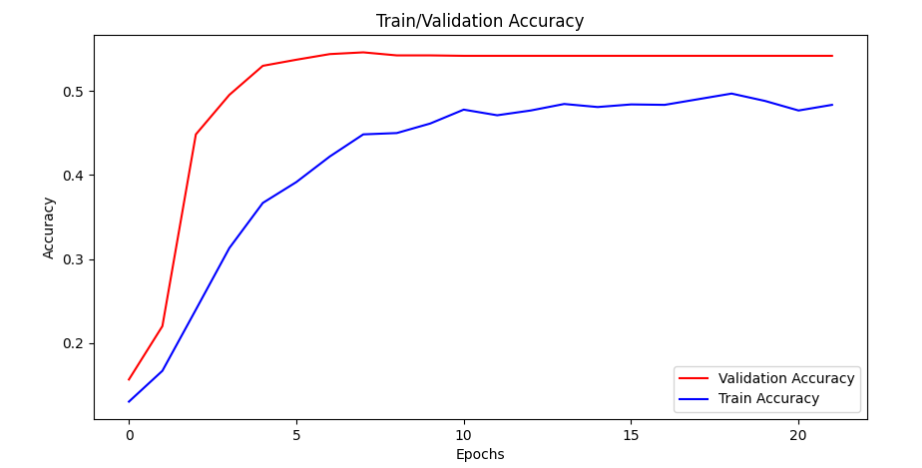 Train/Validation Accuracy
0.5
0.4
0.3
0.2
Accuracy
0
5
10
15
20
Epochs
Validation Accuracy
Train Accuracy